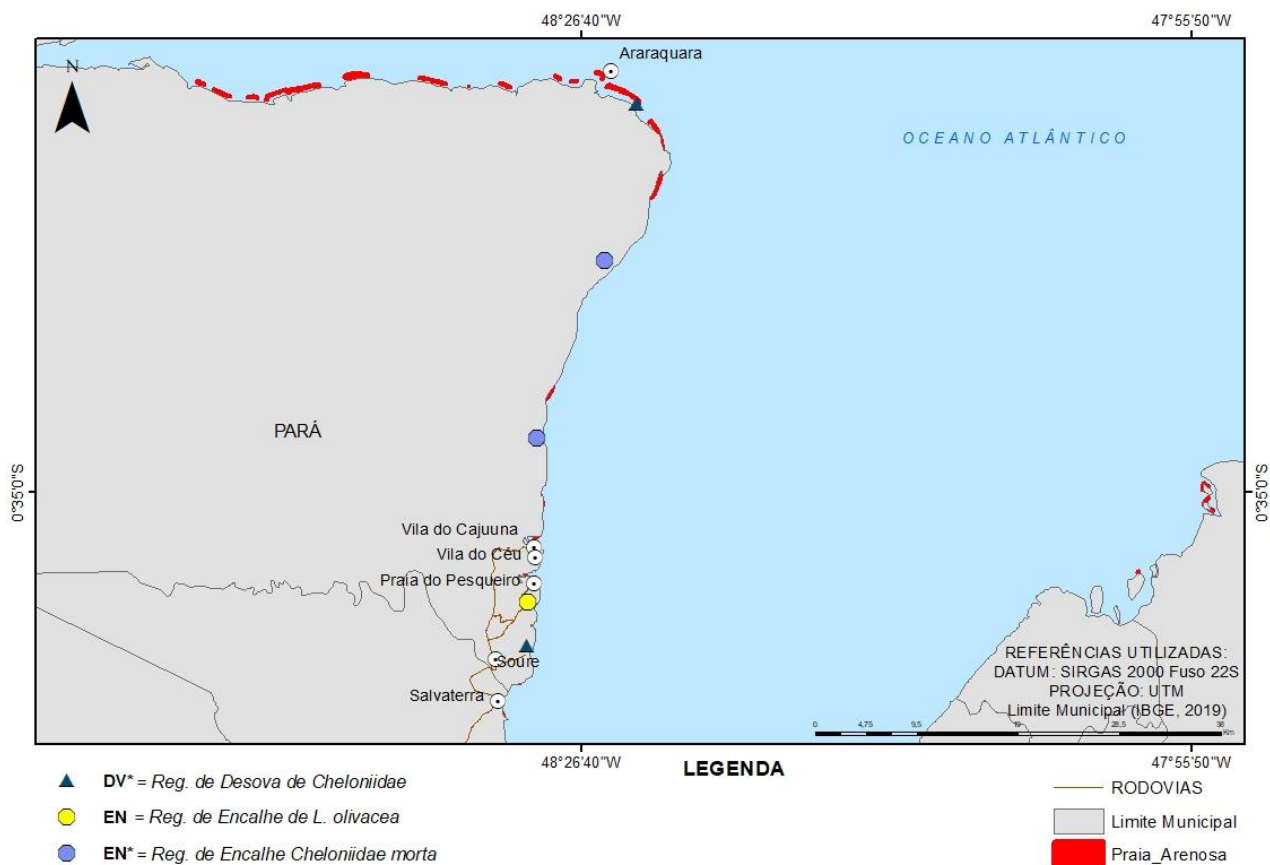 48°26'40"W
47°55'50"W
N
Araraquara
OCEANO ATLÂNTICO
PARÁ
0°35'0"S
0°35'0"S
Vila do Cajuuna
Vila do Céu
Praia do Pesqueiro
Soure
Salvaterra
REFERÊNCIAS UTILIZADAS:
DATUM: SIRGAS 2000 Fuso 22S
PROJEÇÃO: UTM
Limite Municipal (IBGE, 2019)
0 4,75 9,5 19 28,5 38
Km
48°26'40"W
47°55'50"W
LEGENDA
DV* = Reg. de Desova de Cheloniidae
EN = Reg. de Encalhe de L. olivacea
EN* = Reg. de Encalhe Cheloniidae morta
RODOVIAS
Limite Municipal
Praia_Arenosa